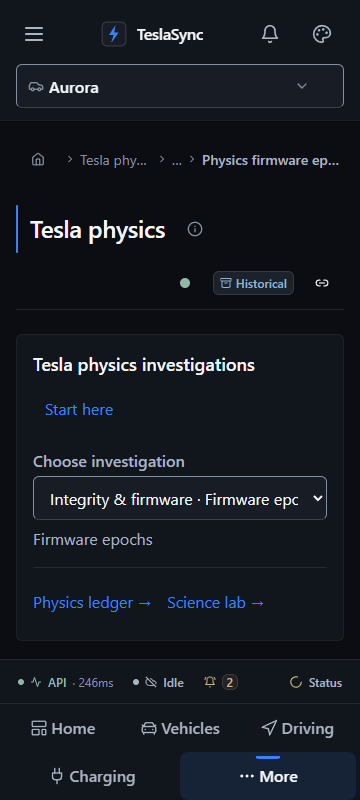 TeslaSync
Aurora
Tesla phy... > ... > Physics firmware ep...
Tesla physics
Historical
Tesla physics investigations
Start here
Choose investigation
Integrity & firmware · Firmware epc
Firmware epochs
Physics ledger → Science lab →
API · 246ms Idle 2 Status
Home Vehicles Driving
Charging ··· More